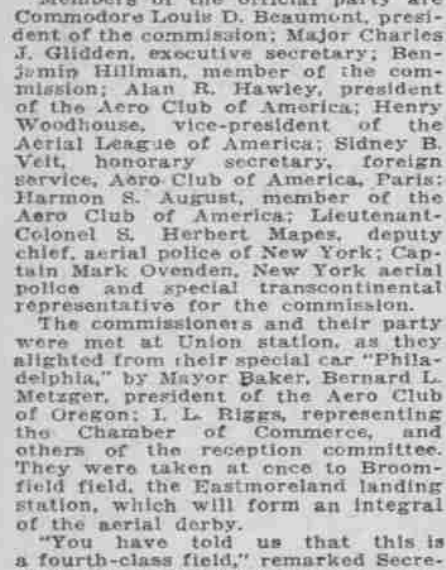 Members of the official party are
Commodore Louis D. Beaumont, presi-
dent of the commission; Major Charles
J. Glidden, executive secretary; Ben-
jamin Hillman, member of the com-
mission; Alan R. Hawley, president
of the Aero Club of America; Henry
Woodhouse, vice-president of the
Aerial League of America; Sidney B.
Veit, honorary secretary, foreign
service, Aero Club of America, Paris;
Harmon S. August, member of the
Aero Club of America; Lieutenant-
Colonel S. Herbert Mapes, deputy
chief, aerial police of New York; Cap-
tain Mark Ovenden, New York aerial
police and special transcontinental
representative for the commission.
The commissioners and their party
were met at Union station, as they
alighted from their special car "Phila-
delphia," by Mayor Baker, Bernard L.
Metzger, president of the Aero Club
of Oregon; I. L. Riggs, representing
the Chamber of Commerce, and
others of the reception committee.
They were taken at once to Broom-
field field, the Eastmoreland landing
station, which will form an integral
of the aerial derby.
"You have told us that this is
a fourth-class field," remarked Secre-